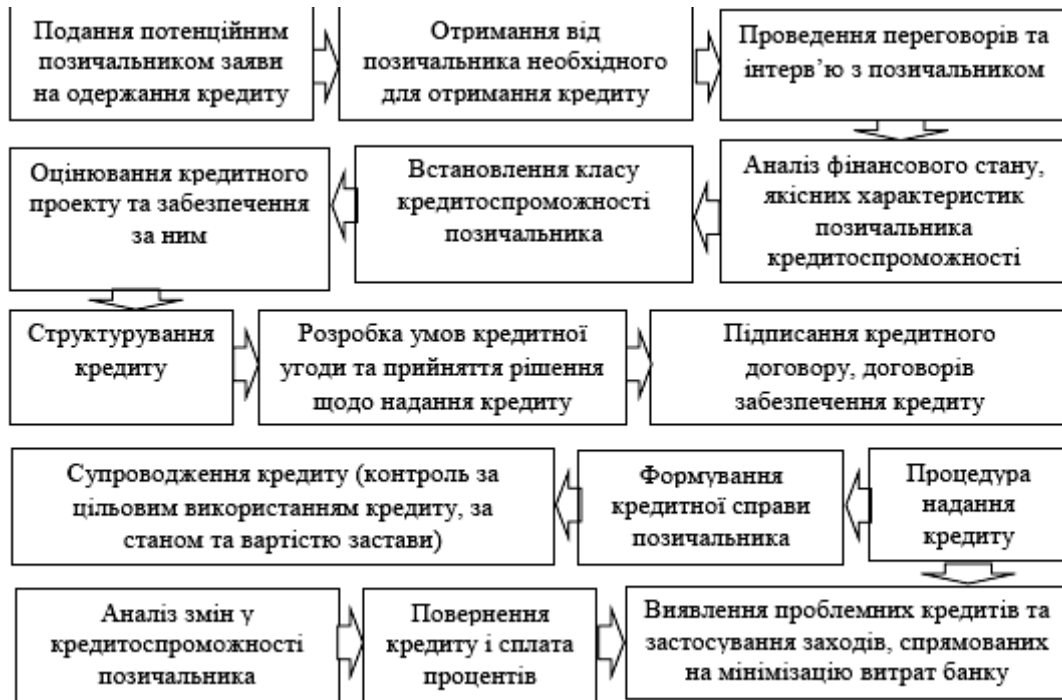 Подання потенційним
позичальником заяви
на одержання кредиту
Отримання від
позичальника необхідного
для отримання кредиту
Проведення переговорів та
інтерв’ю з позичальником
Оцінювання кредитного
проекту та забезпечення
за ним
Встановлення класу
кредитоспроможності
позичальника
Аналіз фінансового стану,
якісних характеристик
позичальника
кредитоспроможності
Структурування
кредиту
Розробка умов кредитної
угоди та прийняття рішення
щодо надання кредиту
Підписання кредитного
договору, договорів
забезпечення кредиту
Супроводження кредиту (контроль за
цільовим використанням кредиту, за
станом та вартістю застави)
Формування
кредитної справи
позичальника
Процедура
надання
кредиту
Аналіз змін у
кредитоспроможності
позичальника
Повернення
кредиту і сплата
процентів
Виявлення проблемних кредитів та
застосування заходів, спрямованих
на мінімізацію витрат банку